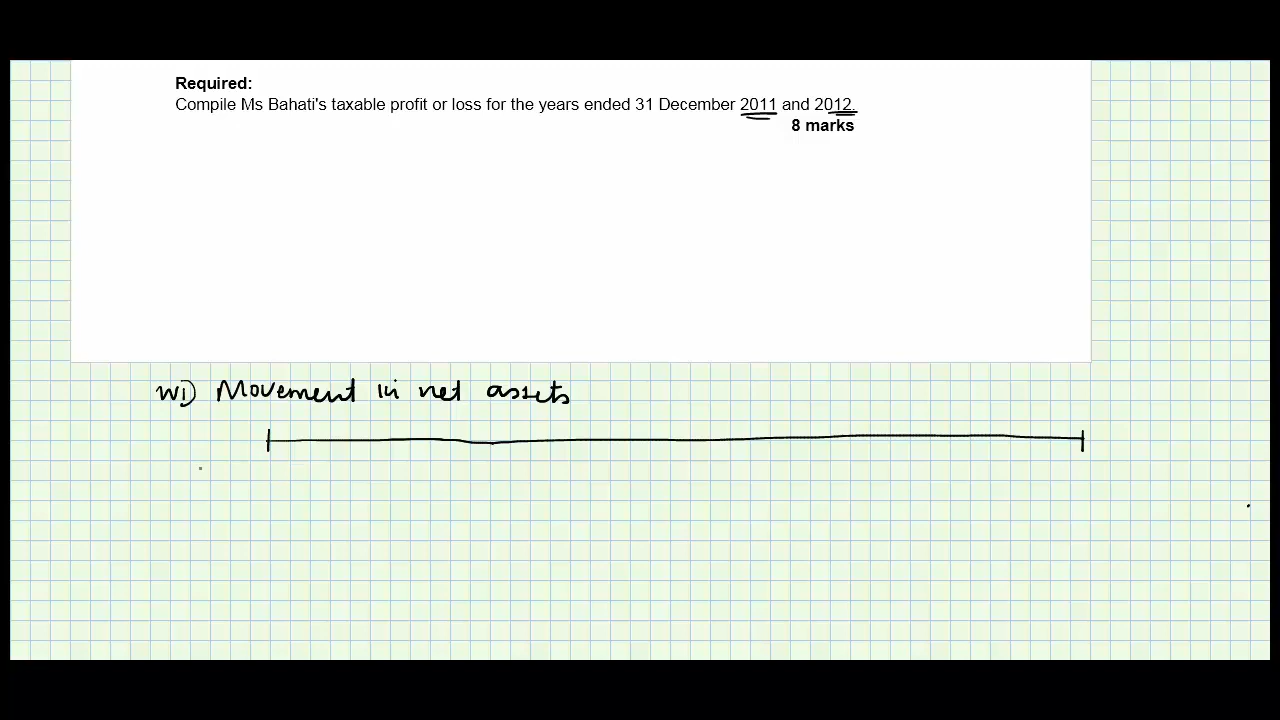 Required:
Compile Ms Bahati's taxable profit or loss for the years ended 31 December 2011 and 2012.
8 marks
W1) Movement in net assets